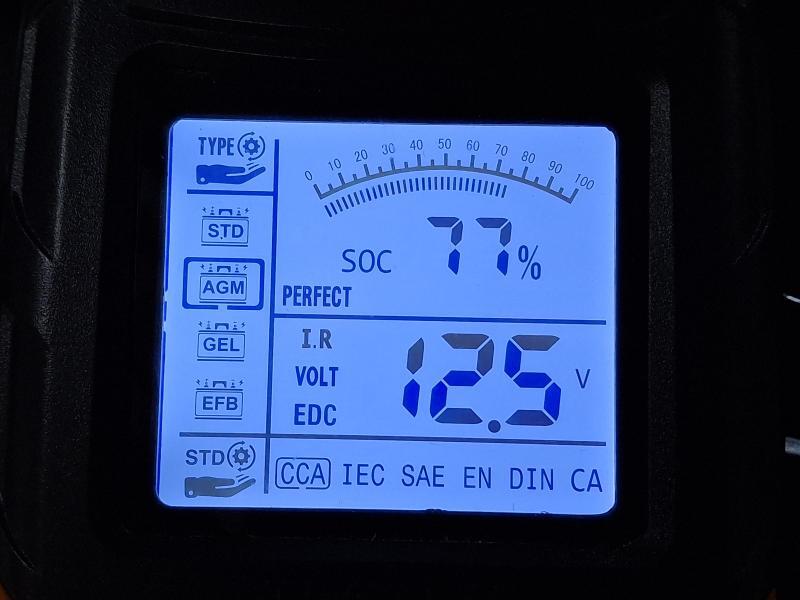 TYPE
0 10 20 30 40 50 60 70 80 90 100
STD
SOC 77%
AGM
PERFECT
GEL
I.R
VOLT 12.5 V
EFB
EDC
STD
CCA IEC SAE EN DIN CA